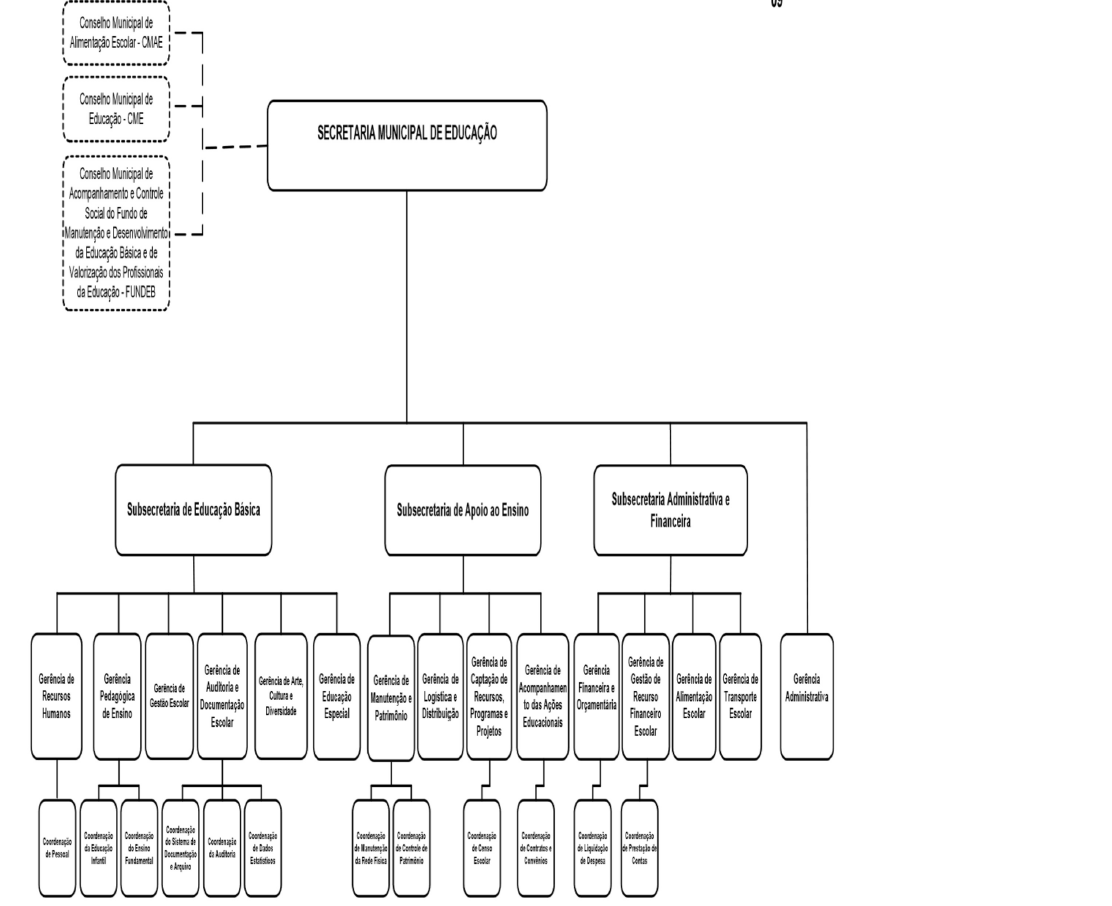 09
Conselho Municipal de
Alimentação Escolar - CMAE
Conselho Municipal de
Educação - CME
Conselho Municipal de
Acompanhamento e Controle
Social do Fundo de
Manutenção e Desenvolvimento
da Educação Básica e de
Valorização dos Profissionais
da Educação - FUNDEB
SECRETARIA MUNICIPAL DE EDUCAÇÃO
Subsecretaria de Educação Básica
Subsecretaria de Apoio ao Ensino
Subsecretaria Administrativa e
Financeira
Gerência de
Recursos
Humanos
Gerência
Pedagógica
de Ensino
Gerência de
Gestão Escolar
Gerência de
Auditoria e
Documentação
Escolar
Gerência de Arte,
Cultura e
Diversidade
Gerência de
Educação
Especial
Gerência de
Manutenção e
Patrimônio
Gerência de
Logística e
Distribuição
Gerência de
Captação de
Recursos,
Programas e
Projetos
Gerência de
Acompanhamen
to das Ações
Educacionais
Gerência
Financeira e
Orçamentária
Gerência de
Gestão de
Recurso
Financeiro
Escolar
Gerência de
Alimentação
Escolar
Gerência de
Transporte
Escolar
Gerência
Administrativa
Coordenação
de Pessoal
Coordenação
da Educação
Infantil
Coordenação
do Ensino
Fundamental
Coordenação
do Sistema de
Documentação
e Arquivo
Coordenação
da Auditoria
Coordenação
de Dados
Estatísticos
Coordenação
de Manutenção
da Rede Física
Coordenação
de Controle de
Patrimônio
Coordenação
de Censo
Escolar
Coordenação
de Contratos e
Convênios
Coordenação
de Liquidação
de Despesa
Coordenação
de Prestação de
Contas